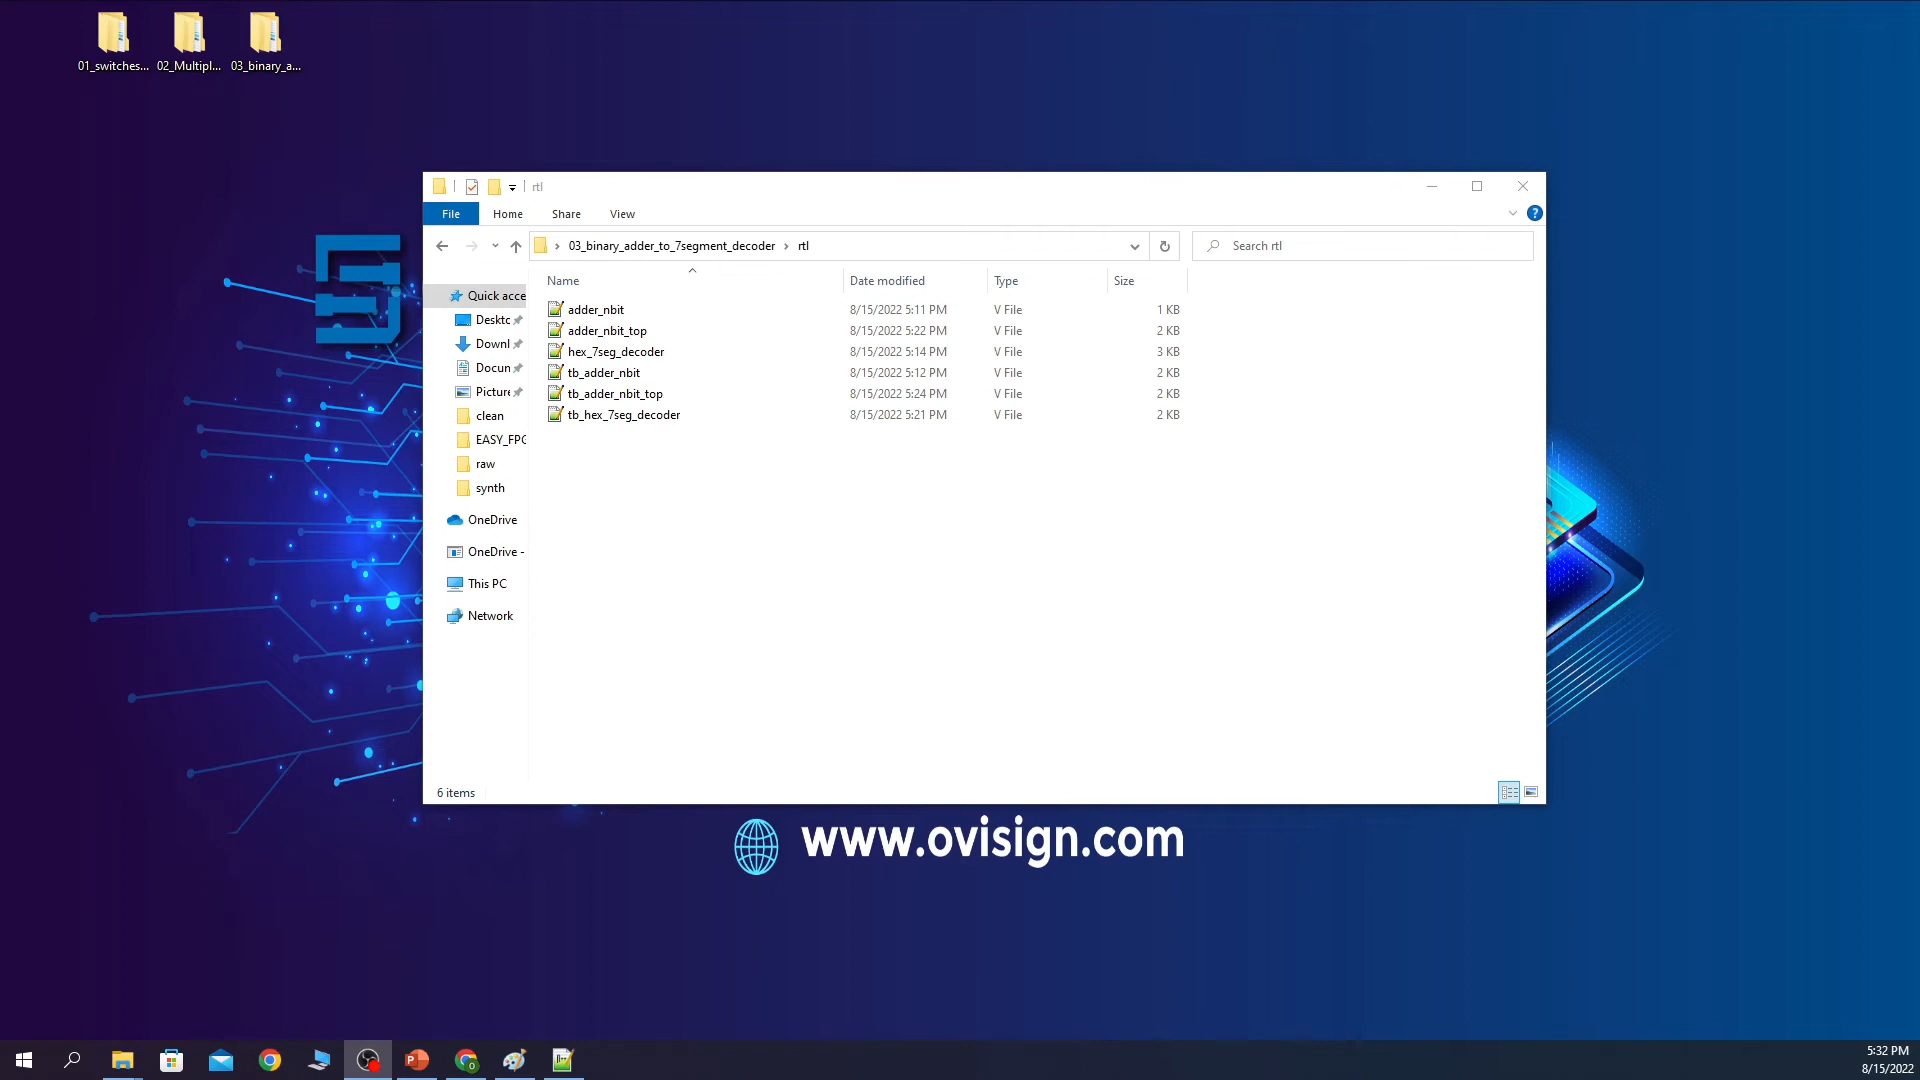 01_switches... 02_Multipl... 03_binary_a...
rtl
File Home Share View
03_binary_adder_to_7segment_decoder rtl
Search rtl
Name Date modified Type Size
Quick acce
Deskto
Downl
Docun
Picture
clean
EASY_FPG
raw
synth
OneDrive
OneDrive -
This PC
Network
adder_nbit 8/15/2022 5:11 PM V File 1 KB
adder_nbit_top 8/15/2022 5:22 PM V File 2 KB
hex_7seg_decoder 8/15/2022 5:14 PM V File 3 KB
tb_adder_nbit 8/15/2022 5:12 PM V File 2 KB
tb_adder_nbit_top 8/15/2022 5:24 PM V File 2 KB
tb_hex_7seg_decoder 8/15/2022 5:21 PM V File 2 KB
6 items
www.ovisign.com
5:32 PM
8/15/2022